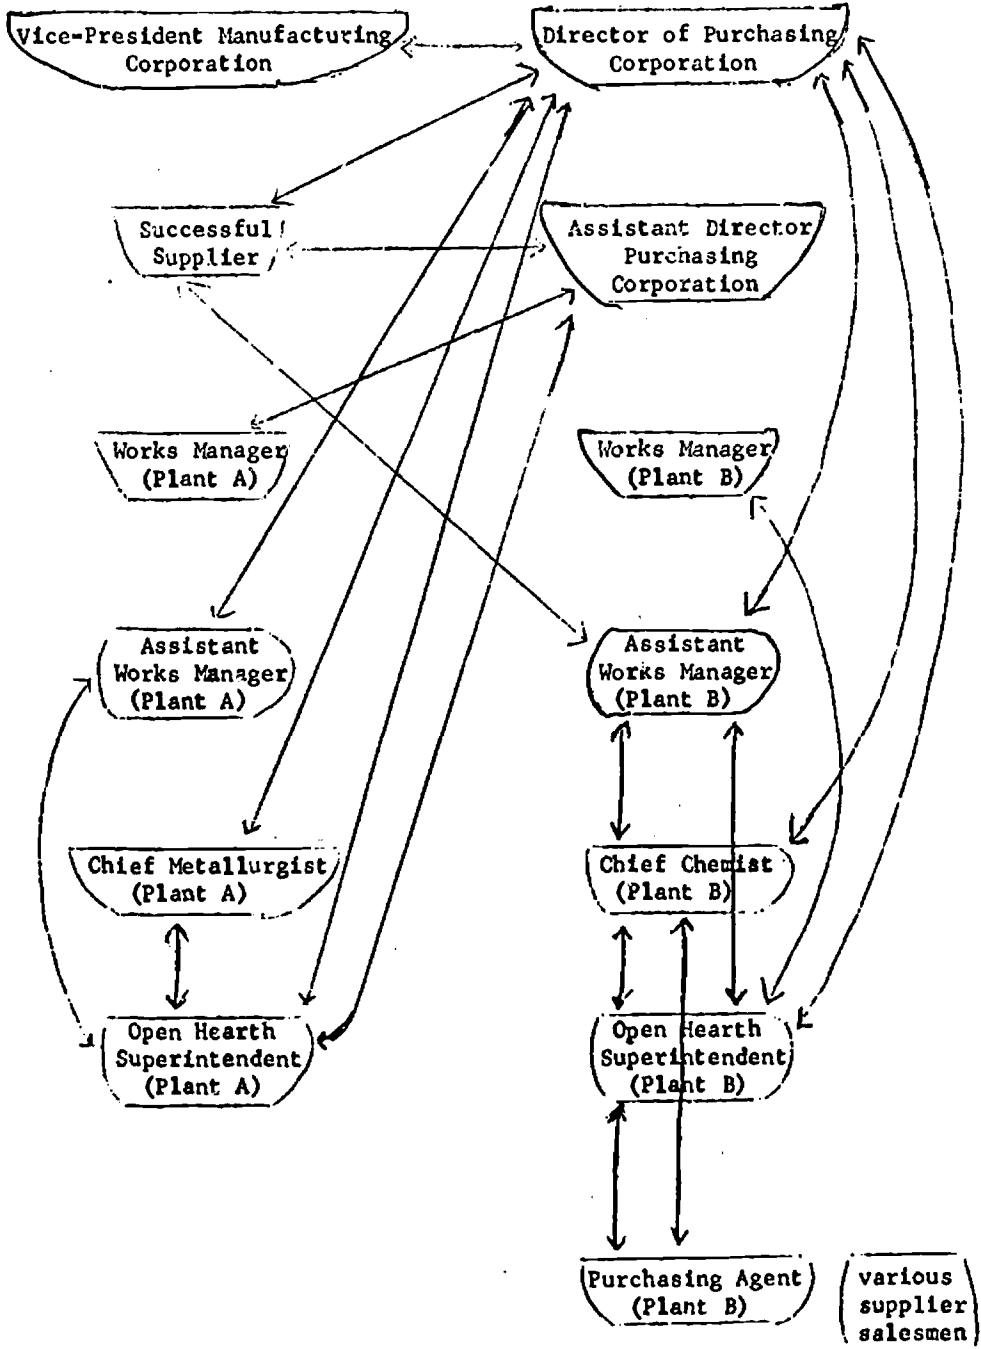 Vice-President Manufacturing
Corporation
Director of Purchasing
Corporation
Successful
Supplier
Assistant Director
Purchasing
Corporation
Works Manager
(Plant A)
Works Manager
(Plant B)
Assistant
Works Manager
(Plant A)
Assistant
Works Manager
(Plant B)
Chief Metallurgist
(Plant A)
Chief Chemist
(Plant B)
Open Hearth
Superintendent
(Plant A)
Open Hearth
Superintendent
(Plant B)
Purchasing Agent
(Plant B)
various
supplier
salesmen